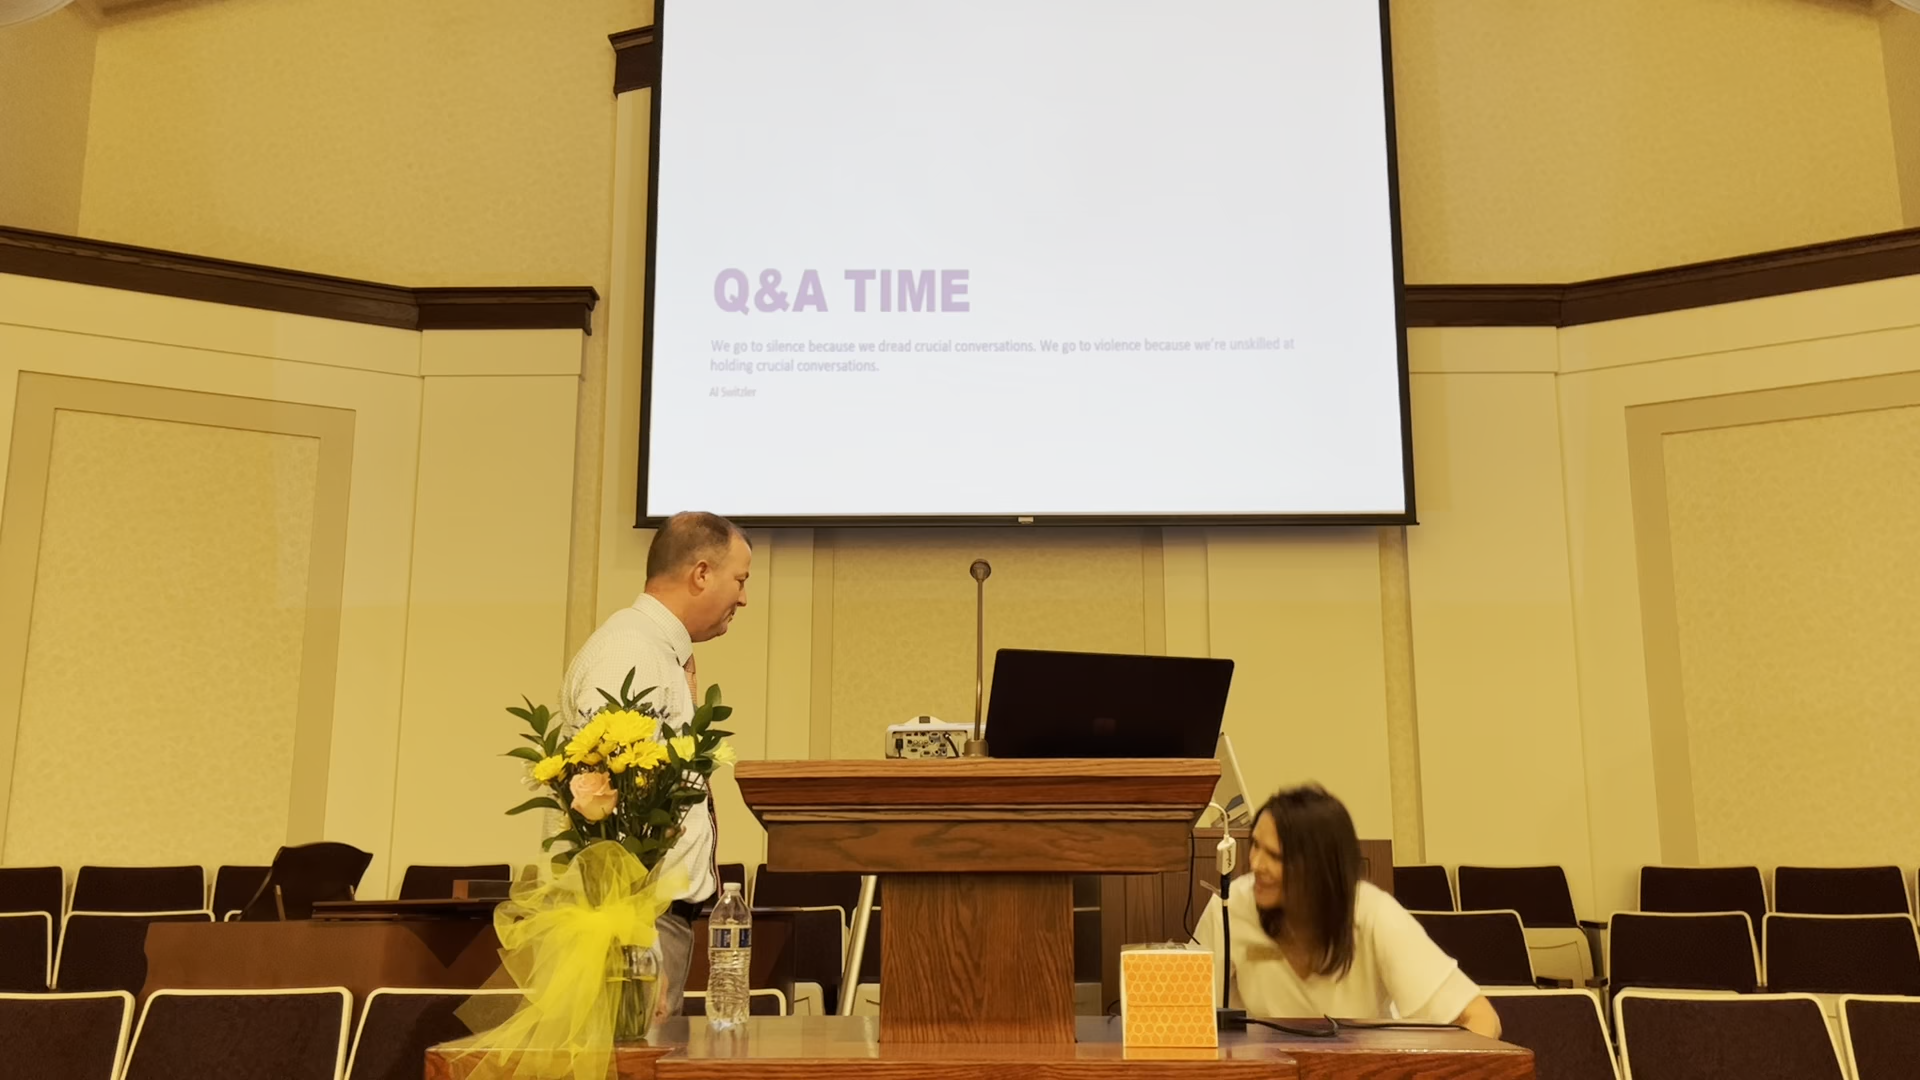 Q&A TIME
We go to silence because we dread crucial conversations. We go to violence because we're unskilled at
holding crucial conversations.
Al Switzler